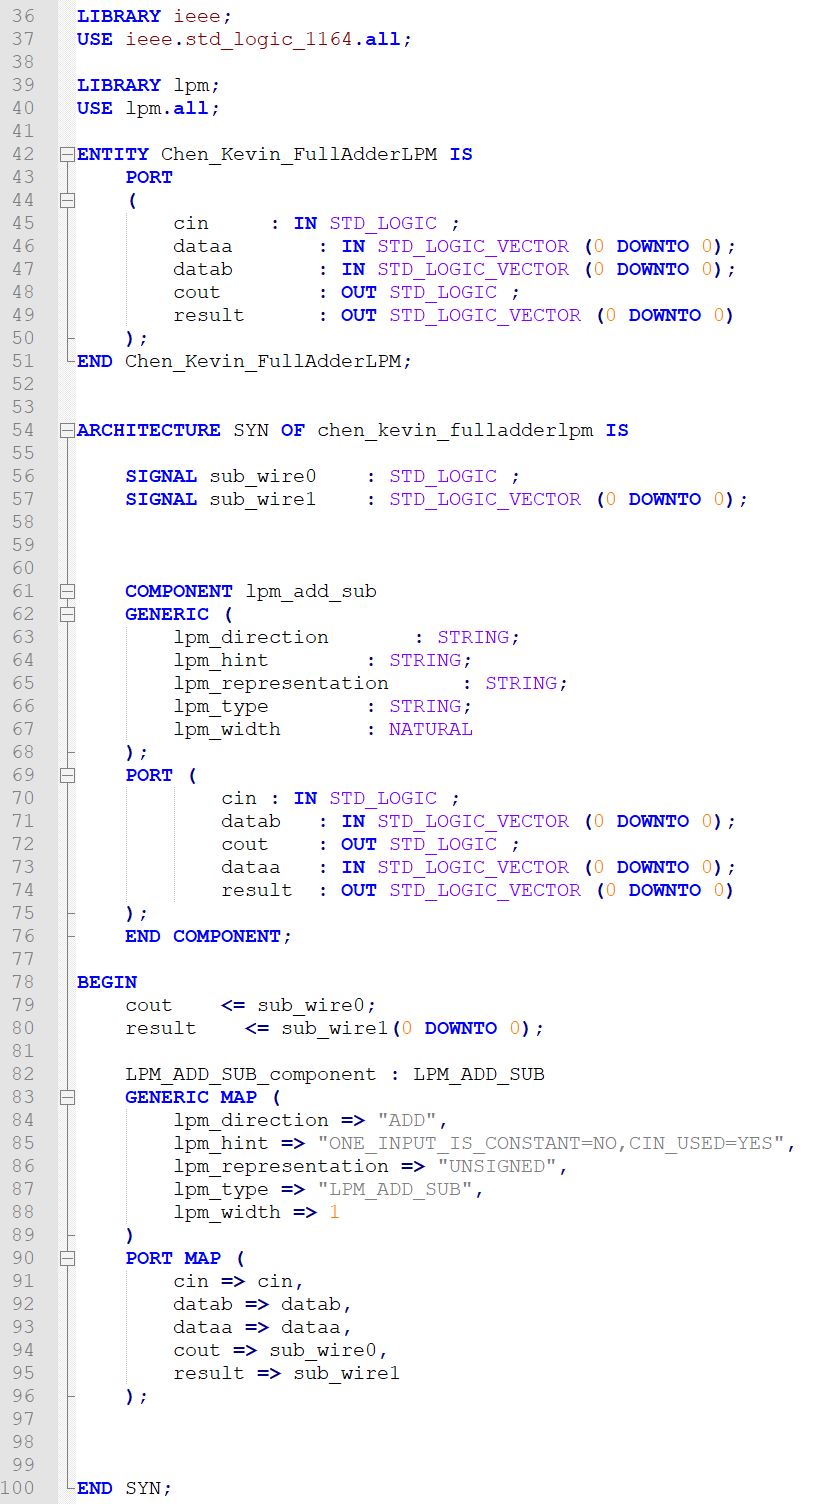 36 LIBRARY ieee;
37 USE ieee.std_logic_1164.all;
38
39 LIBRARY lpm;
40 USE lpm.all;
41
42 ENTITY Chen_Kevin_FullAdderLPM IS
43     PORT
44     (
45         cin     : IN STD_LOGIC ;
46         dataa       : IN STD_LOGIC_VECTOR (0 DOWNTO 0);
47         datab       : IN STD_LOGIC_VECTOR (0 DOWNTO 0);
48         cout        : OUT STD_LOGIC ;
49         result      : OUT STD_LOGIC_VECTOR (0 DOWNTO 0)
50     );
51 END Chen_Kevin_FullAdderLPM;
52
53
54 ARCHITECTURE SYN OF chen_kevin_fulladderlpm IS
55
56     SIGNAL sub_wire0    : STD_LOGIC ;
57     SIGNAL sub_wire1    : STD_LOGIC_VECTOR (0 DOWNTO 0);
58
59
60
61     COMPONENT lpm_add_sub
62     GENERIC (
63         lpm_direction       : STRING;
64         lpm_hint        : STRING;
65         lpm_representation      : STRING;
66         lpm_type        : STRING;
67         lpm_width       : NATURAL
68     );
69     PORT (
70             cin : IN STD_LOGIC ;
71             datab   : IN STD_LOGIC_VECTOR (0 DOWNTO 0);
72             cout    : OUT STD_LOGIC ;
73             dataa   : IN STD_LOGIC_VECTOR (0 DOWNTO 0);
74             result  : OUT STD_LOGIC_VECTOR (0 DOWNTO 0)
75     );
76     END COMPONENT;
77
78 BEGIN
79     cout    <= sub_wire0;
80     result    <= sub_wire1(0 DOWNTO 0);
81
82     LPM_ADD_SUB_component : LPM_ADD_SUB
83     GENERIC MAP (
84         lpm_direction => "ADD",
85         lpm_hint => "ONE_INPUT_IS_CONSTANT=NO,CIN_USED=YES",
86         lpm_representation => "UNSIGNED",
87         lpm_type => "LPM_ADD_SUB",
88         lpm_width => 1
89     )
90     PORT MAP (
91         cin => cin,
92         datab => datab,
93         dataa => dataa,
94         cout => sub_wire0,
95         result => sub_wire1
96     );
97
98
99
100 END SYN;